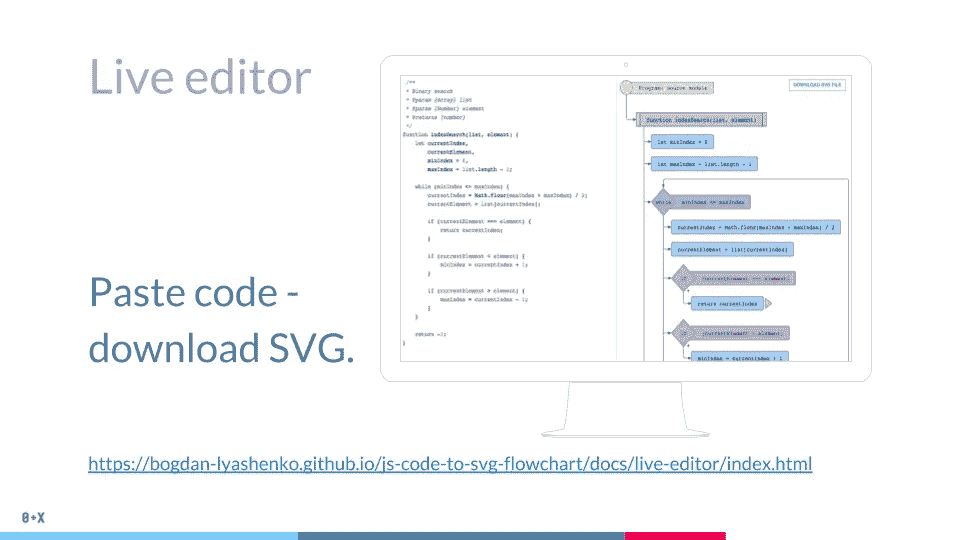 Live editor
Paste code -
download SVG.
/**
* Binary search
* @param {Array} list
* @param {Number} element
* @return {number}
*/
function indexSearch(list, element) {
let currentIndex,
currentElement,
minIndex = 0,
maxIndex = list.length - 1;
while (minIndex <= maxIndex) {
currentIndex = Math.floor(maxIndex + maxIndex) / 2;
currentElement = list[currentIndex];
if (currentElement === element) {
return currentIndex;
}
if (currentElement < element) {
minIndex = currentIndex + 1;
}
if (currentElement > element) {
maxIndex = currentIndex - 1;
}
}
return -1;
}
DOWNLOAD SVG FILE
Program: source module
function indexSearch(list, element)
let minIndex = 0
maxIndex = list.length - 1
while minIndex <= maxIndex
currentIndex = Math.floor(maxIndex + maxIndex) / 2
currentElement = list[currentIndex]
if currentElement === element
return currentIndex
currentElement < element
minIndex = currentIndex + 1
https://bogdan-lyashenko.github.io/js-code-to-svg-flowchart/docs/live-editor/index.html
0+X